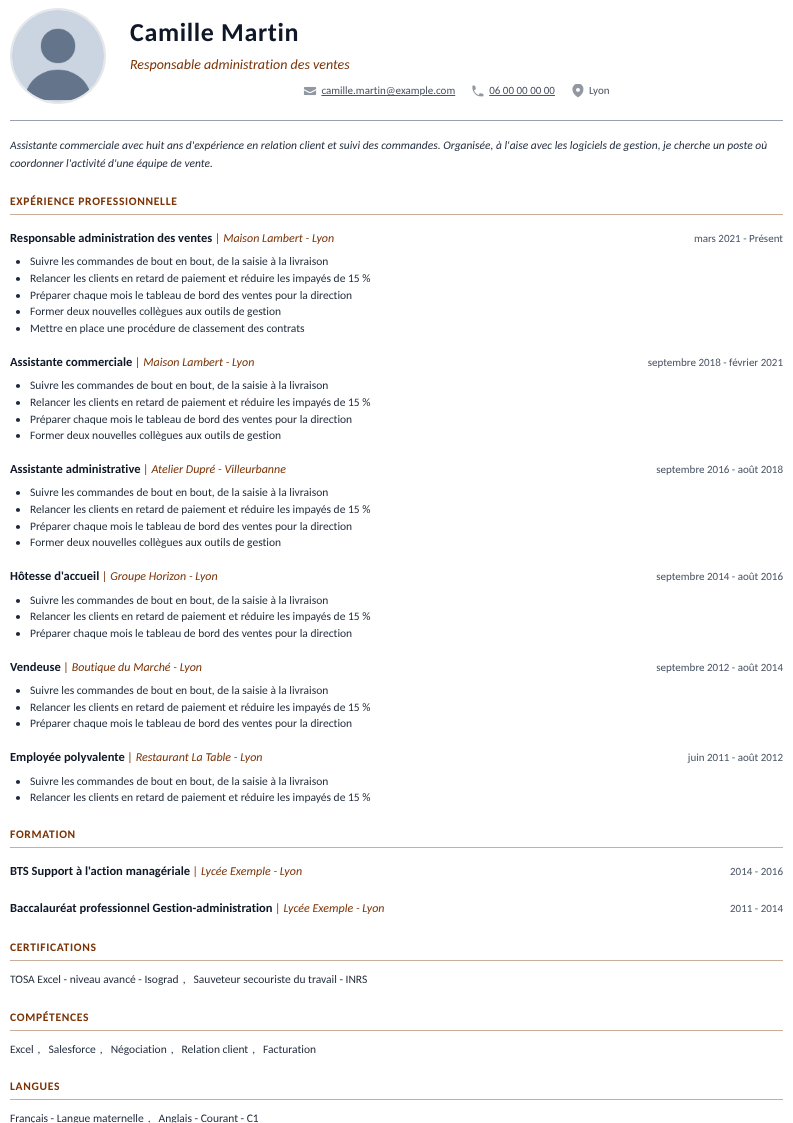 Camille Martin
Responsable administration des ventes
camille.martin@example.com 06 00 00 00 00 Lyon
Assistante commerciale avec huit ans d'expérience en relation client et suivi des commandes. Organisée, à l'aise avec les logiciels de gestion, je cherche un poste où
coordonner l'activité d'une équipe de vente.
EXPÉRIENCE PROFESSIONNELLE
Responsable administration des ventes | Maison Lambert - Lyon mars 2021 - Présent
• Suivre les commandes de bout en bout, de la saisie à la livraison
• Relancer les clients en retard de paiement et réduire les impayés de 15 %
• Préparer chaque mois le tableau de bord des ventes pour la direction
• Former deux nouvelles collègues aux outils de gestion
• Mettre en place une procédure de classement des contrats
Assistante commerciale | Maison Lambert - Lyon septembre 2018 - février 2021
• Suivre les commandes de bout en bout, de la saisie à la livraison
• Relancer les clients en retard de paiement et réduire les impayés de 15 %
• Préparer chaque mois le tableau de bord des ventes pour la direction
• Former deux nouvelles collègues aux outils de gestion
Assistante administrative | Atelier Dupré - Villeurbanne septembre 2016 - août 2018
• Suivre les commandes de bout en bout, de la saisie à la livraison
• Relancer les clients en retard de paiement et réduire les impayés de 15 %
• Préparer chaque mois le tableau de bord des ventes pour la direction
• Former deux nouvelles collègues aux outils de gestion
Hôtesse d'accueil | Groupe Horizon - Lyon septembre 2014 - août 2016
• Suivre les commandes de bout en bout, de la saisie à la livraison
• Relancer les clients en retard de paiement et réduire les impayés de 15 %
• Préparer chaque mois le tableau de bord des ventes pour la direction
Vendeuse | Boutique du Marché - Lyon septembre 2012 - août 2014
• Suivre les commandes de bout en bout, de la saisie à la livraison
• Relancer les clients en retard de paiement et réduire les impayés de 15 %
• Préparer chaque mois le tableau de bord des ventes pour la direction
Employée polyvalente | Restaurant La Table - Lyon juin 2011 - août 2012
• Suivre les commandes de bout en bout, de la saisie à la livraison
• Relancer les clients en retard de paiement et réduire les impayés de 15 %
FORMATION
BTS Support à l'action managériale | Lycée Exemple - Lyon 2014 - 2016
Baccalauréat professionnel Gestion-administration | Lycée Exemple - Lyon 2011 - 2014
CERTIFICATIONS
TOSA Excel - niveau avancé - Isograd , Sauveteur secouriste du travail - INRS
COMPÉTENCES
Excel , Salesforce , Négociation , Relation client , Facturation
LANGUES
Français - Langue maternelle , Anglais - Courant - C1